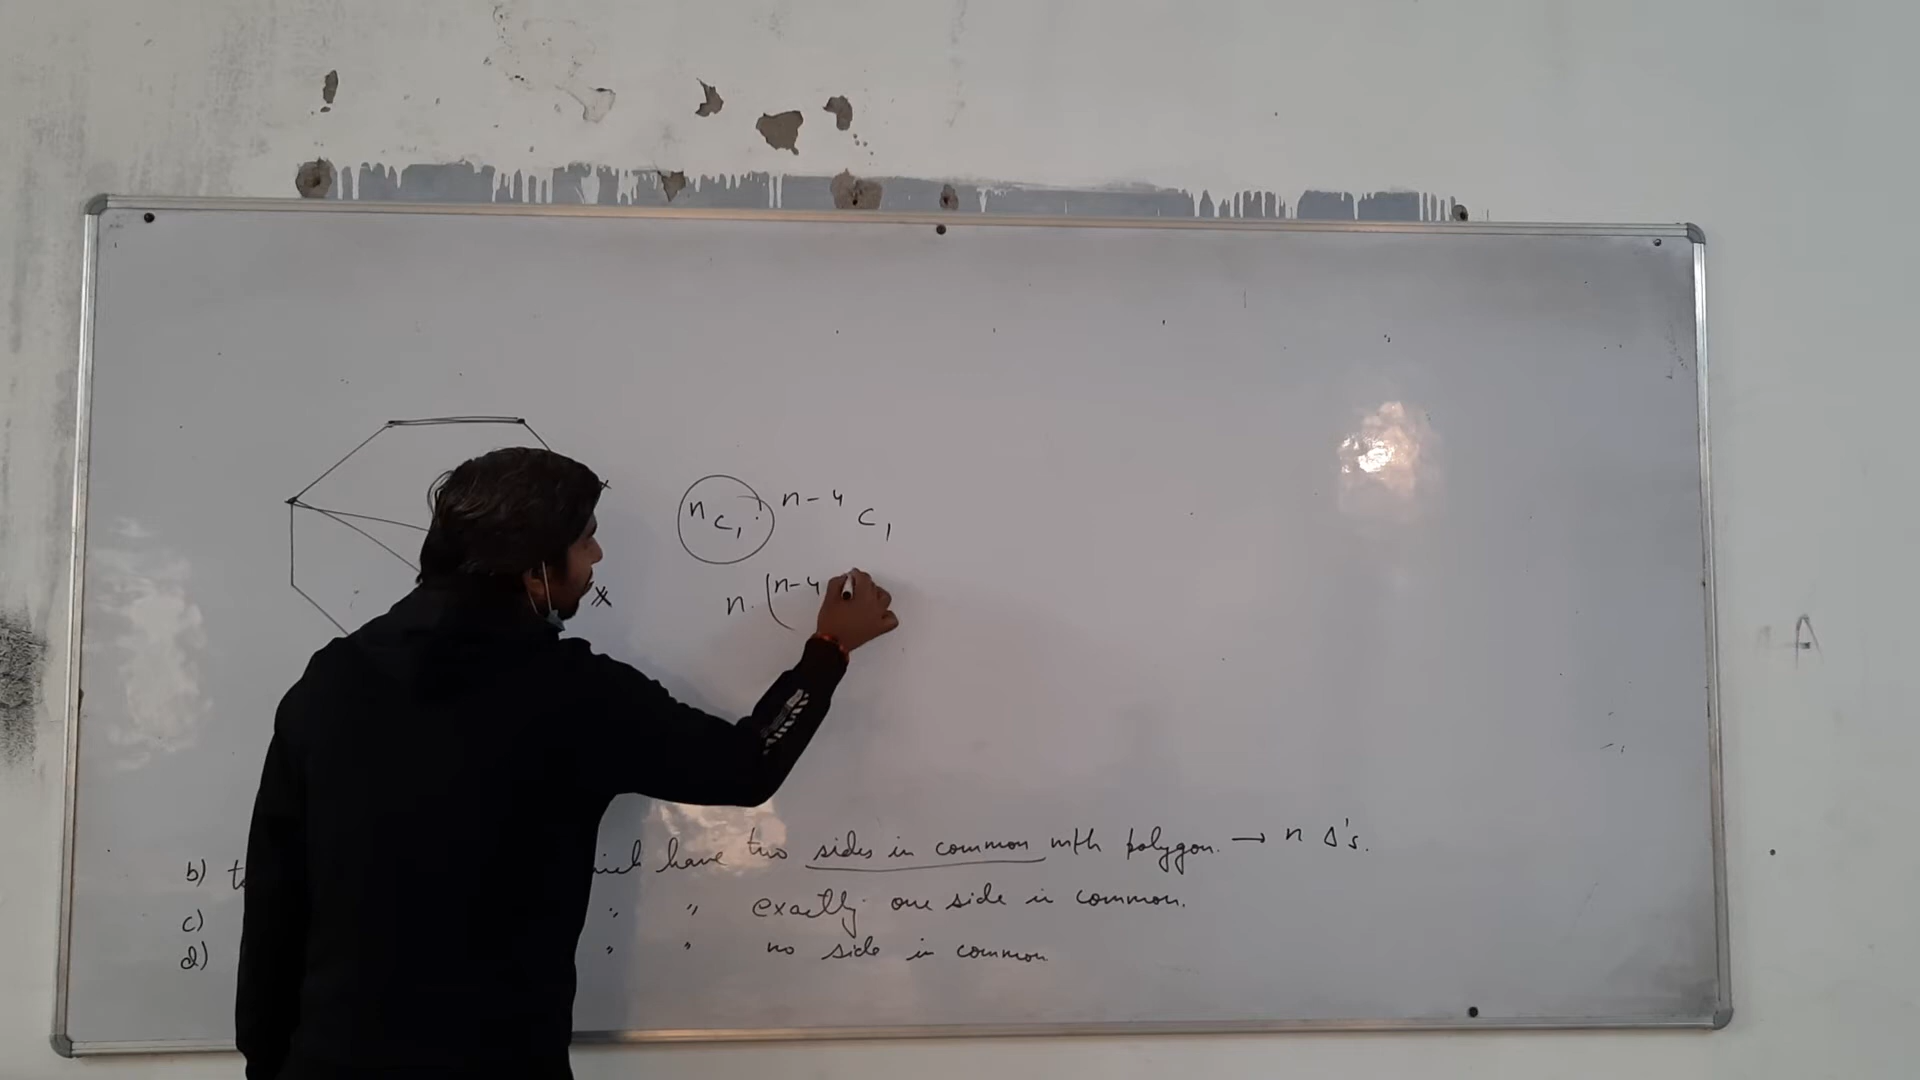 nC1 . n-4C1
n. (n-4
b) have two sides in common with polygon. → n Δ's.
c) " " exactly one side in common.
d) " " no side in common
A